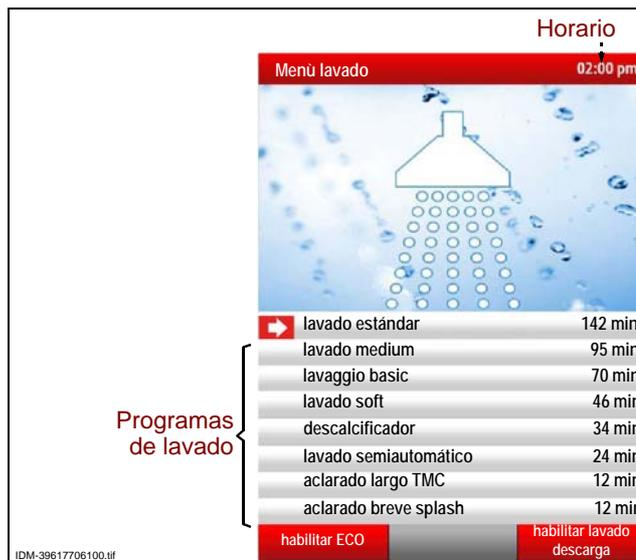 Horario
Menù lavado 02:00 pm
lavado estándar 142 min
lavado medium 95 min
lavaggio basic 70 min
lavado soft 46 min
descalcificador 34 min
lavado semiautomático 24 min
aclarado largo TMC 12 min
aclarado breve splash 12 min
Programas
de lavado
habilitar ECO
habilitar lavado
descarga
IDM-39617706100.tif